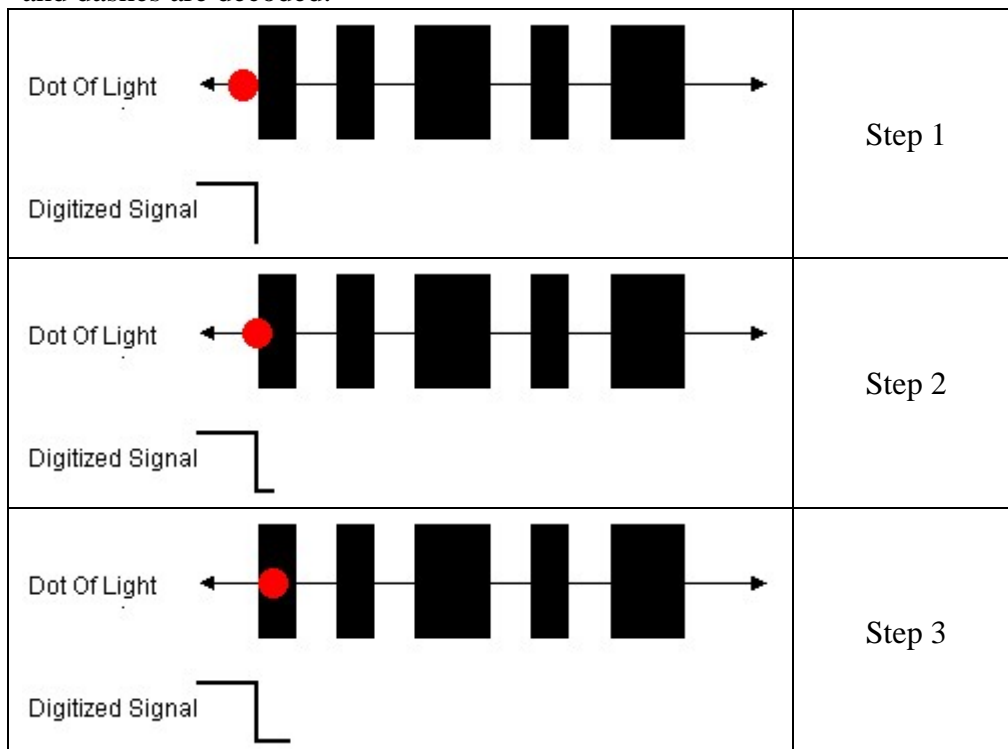 and dashes are decoded.
Dot Of Light
Step 1
Digitized Signal
Dot Of Light
Step 2
Digitized Signal
Dot Of Light
Step 3
Digitized Signal